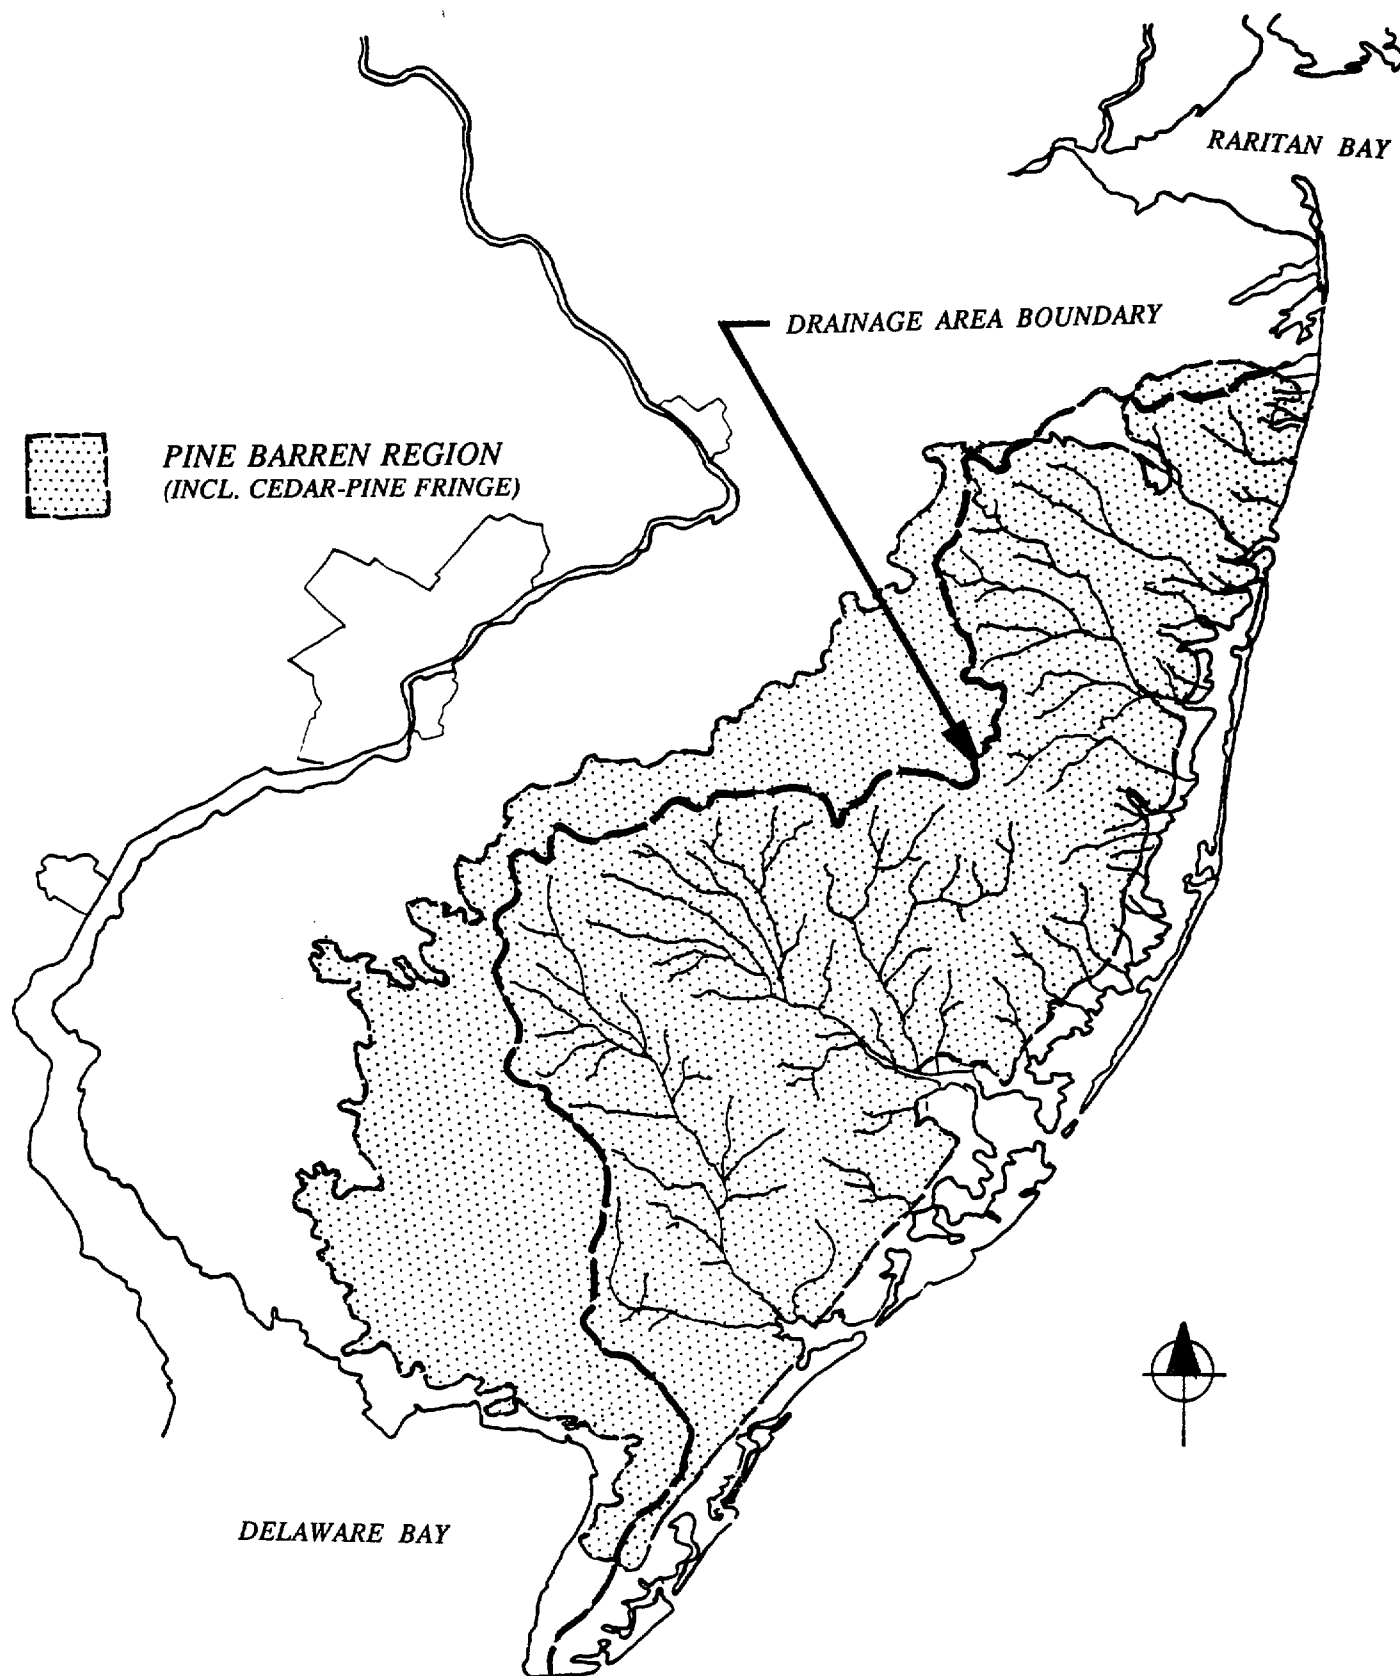 RARITAN BAY
DRAINAGE AREA BOUNDARY
PINE BARREN REGION
(INCL. CEDAR-PINE FRINGE)
DELAWARE BAY